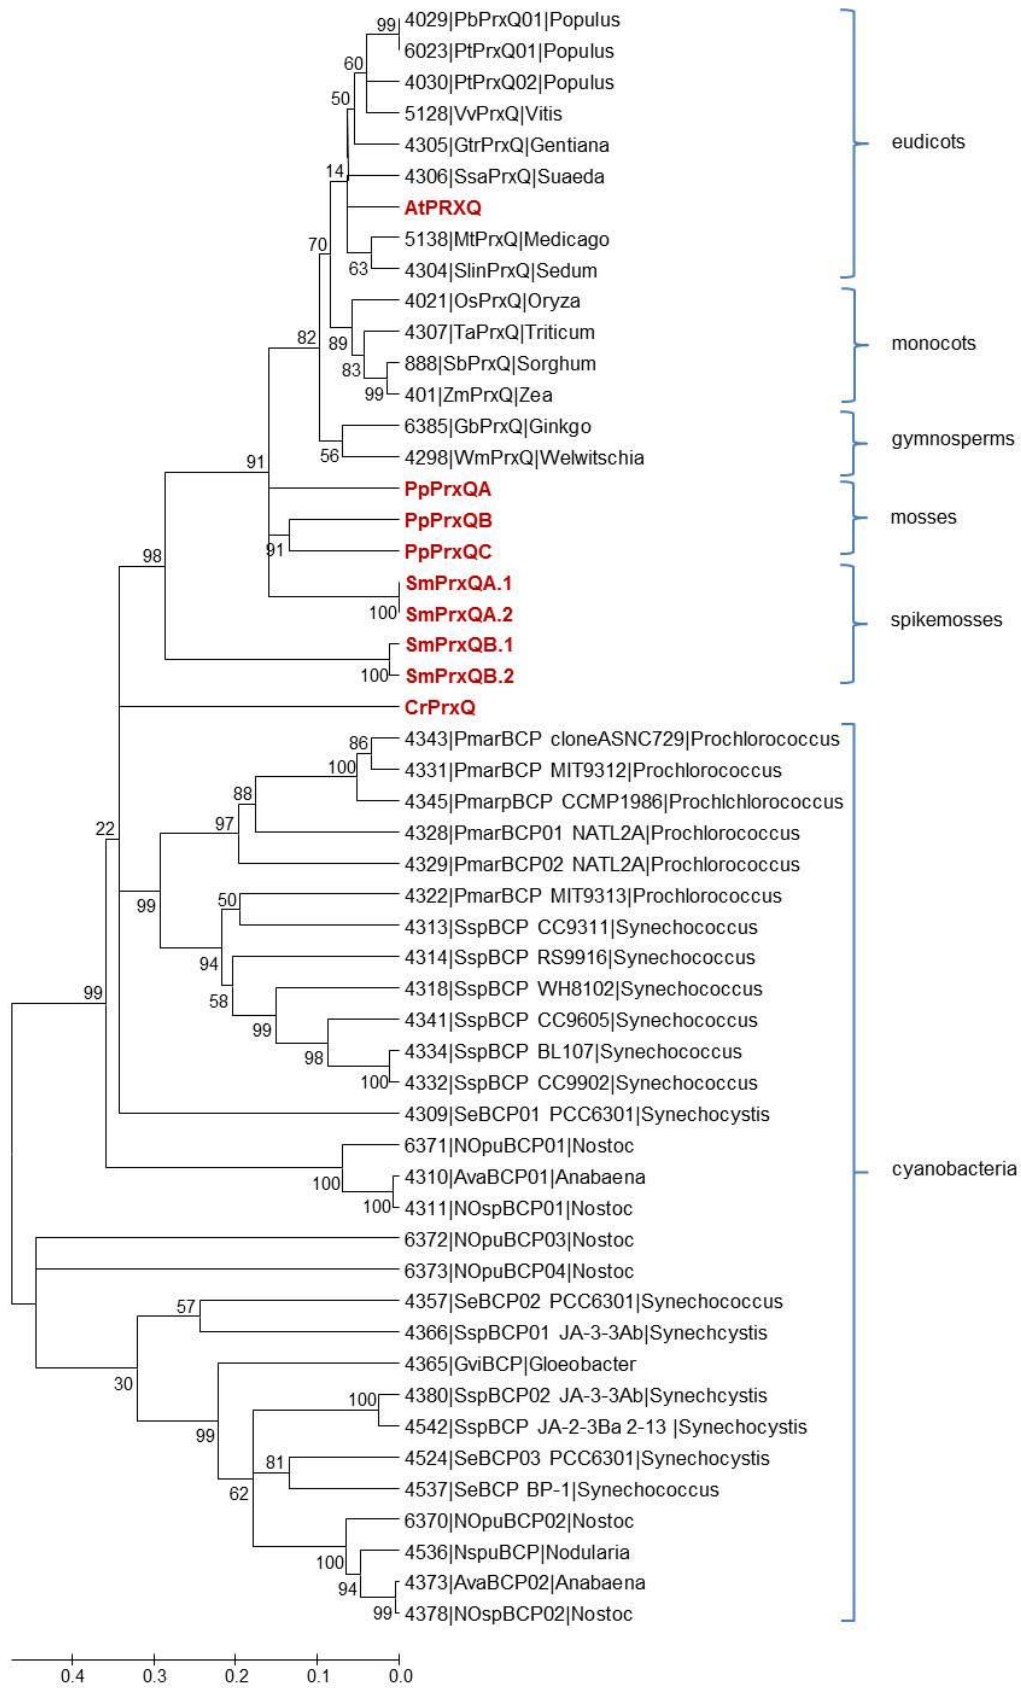 99
4029|PbPrxQ01|Populus
6023|PtPrxQ01|Populus
60
4030|PtPrxQ02|Populus
50
5128|VvPrxQ|Vitis
4305|GtrPrxQ|Gentiana
eudicots
14
4306|SsaPrxQ|Suaeda
AtPRXQ
5138|MtPrxQ|Medicago
70
63
4304|SlinPrxQ|Sedum
4021|OsPrxQ|Oryza
82
4307|TaPrxQ|Triticum
89
monocots
83
888|SbPrxQ|Sorghum
99
401|ZmPrxQ|Zea
6385|GbPrxQ|Ginkgo
gymnosperms
56
4298|WmPrxQ|Welwitschia
91
PpPrxQA
PpPrxQB
mosses
91
PpPrxQC
98
SmPrxQA.1
100
SmPrxQA.2
spikemosses
SmPrxQB.1
100
SmPrxQB.2
CrPrxQ
86
4343|PmarBCP cloneASNC729|Prochlorococcus
100
4331|PmarBCP MIT9312|Prochlorococcus
88
4345|PmarpBCP CCMP1986|Prochlchlorococcus
22
97
4328|PmarBCP01 NATL2A|Prochlorococcus
4329|PmarBCP02 NATL2A|Prochlorococcus
99
50
4322|PmarBCP MIT9313|Prochlorococcus
4313|SspBCP CC9311|Synechococcus
94
4314|SspBCP RS9916|Synechococcus
99
58
4318|SspBCP WH8102|Synechococcus
99
4341|SspBCP CC9605|Synechococcus
98
4334|SspBCP BL107|Synechococcus
100
4332|SspBCP CC9902|Synechococcus
4309|SeBCP01 PCC6301|Synechocystis
6371|NOpuBCP01|Nostoc
cyanobacteria
100
4310|AvaBCP01|Anabaena
100
4311|NOspBCP01|Nostoc
6372|NOpuBCP03|Nostoc
6373|NOpuBCP04|Nostoc
57
4357|SeBCP02 PCC6301|Synechococcus
4366|SspBCP01 JA-3-3Ab|Synechcystis
30
4365|GviBCP|Gloeobacter
100
4380|SspBCP02 JA-3-3Ab|Synechcystis
99
4542|SspBCP JA-2-3Ba 2-13 |Synechocystis
81
4524|SeBCP03 PCC6301|Synechocystis
62
4537|SeBCP BP-1|Synechococcus
6370|NOpuBCP02|Nostoc
100
4536|NspuBCP|Nodularia
94
4373|AvaBCP02|Anabaena
99
4378|NOspBCP02|Nostoc
0.4 0.3 0.2 0.1 0.0